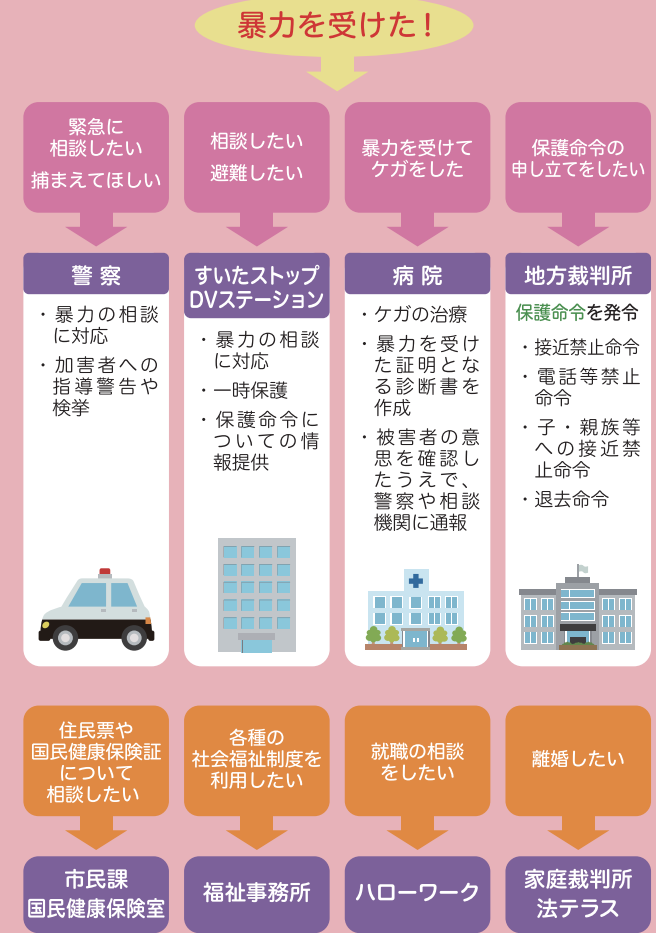 暴力を受けた！
緊急に
相談したい
捕まえてほしい
相談したい
避難したい
暴力を受けて
ケガをした
保護命令の
申し立てをしたい
警察
・暴力の相談
に対応
・加害者への
指導警告や
検挙
すいたストップ
DVステーション
・暴力の相談
に対応
・一時保護
・保護命令に
ついての情
報提供
病院
・ケガの治療
・暴力を受け
た証明とな
る診断書を
作成
・被害者の意
思を確認し
たうえで、
警察や相談
機関に通報
地方裁判所
保護命令を発令
・接近禁止命令
・電話等禁止
命令
・子・親族等
への接近禁
止命令
・退去命令
住民票や
国民健康保険証
について
相談したい
各種の
社会福祉制度を
利用したい
就職の相談
をしたい
離婚したい
市民課
国民健康保険室
福祉事務所
ハローワーク
家庭裁判所
法テラス